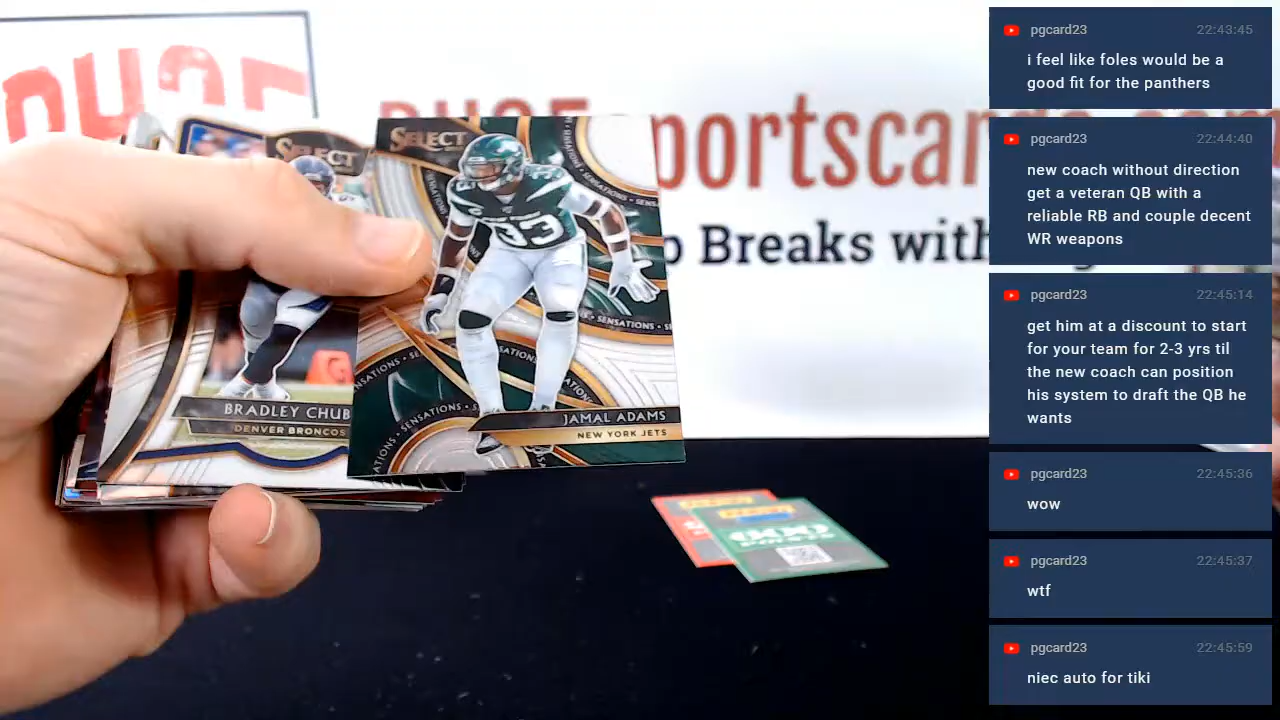 portscar
Breaks with
SELECT
SELECT
SENSATIONS
33
BRADLEY CHUB
DENVER BRONCOS
JAMAL ADAMS
NEW YORK JETS
pgcard23 22:43:45
i feel like foles would be a
good fit for the panthers
pgcard23 22:44:40
new coach without direction
get a veteran QB with a
reliable RB and couple decent
WR weapons
pgcard23 22:45:14
get him at a discount to start
for your team for 2-3 yrs til
the new coach can position
his system to draft the QB he
wants
pgcard23 22:45:36
wow
pgcard23 22:45:37
wtf
pgcard23 22:45:59
niec auto for tiki